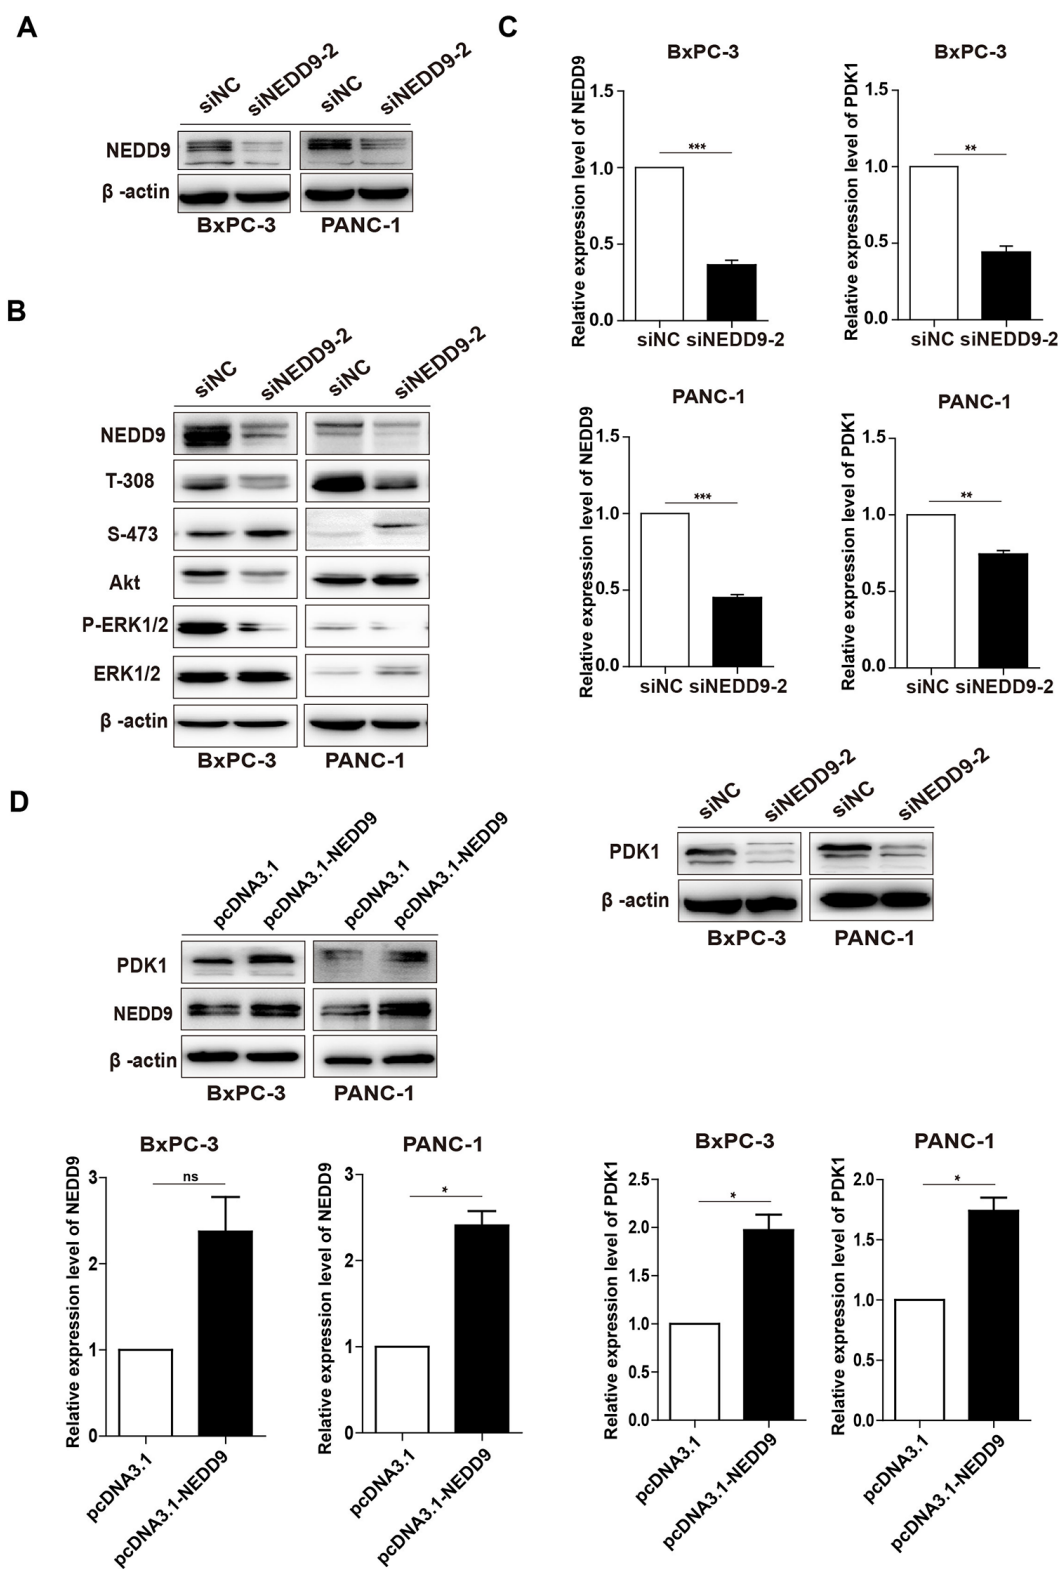 A
siNC
siNEDD9-2
siNC
siNEDD9-2
NEDD9
β -actin
BxPC-3
PANC-1
B
siNC
siNEDD9-2
siNC
siNEDD9-2
NEDD9
T-308
S-473
Akt
P-ERK1/2
ERK1/2
β -actin
BxPC-3
PANC-1
C
BxPC-3
Relative expression level of NEDD9
1.5
1.0
0.5
0.0
***
siNC siNEDD9-2
BxPC-3
Relative expression level of PDK1
1.5
1.0
0.5
0.0
**
siNC siNEDD9-2
PANC-1
Relative expression level of NEDD9
1.5
1.0
0.5
0.0
***
siNC siNEDD9-2
PANC-1
Relative expression level of PDK1
1.5
1.0
0.5
0.0
**
siNC siNEDD9-2
siNC
siNEDD9-2
siNC
siNEDD9-2
PDK1
β -actin
BxPC-3
PANC-1
D
pcDNA3.1
pcDNA3.1-NEDD9
pcDNA3.1
pcDNA3.1-NEDD9
PDK1
NEDD9
β -actin
BxPC-3
PANC-1
BxPC-3
Relative expression level of NEDD9
3
2
1
0
ns
pcDNA3.1
pcDNA3.1-NEDD9
PANC-1
Relative expression level of NEDD9
3
2
1
0
*
pcDNA3.1
pcDNA3.1-NEDD9
BxPC-3
Relative expression level of PDK1
2.5
2.0
1.5
1.0
0.5
0.0
*
pcDNA3.1
pcDNA3.1-NEDD9
PANC-1
Relative expression level of PDK1
2.0
1.5
1.0
0.5
0.0
*
pcDNA3.1
pcDNA3.1-NEDD9